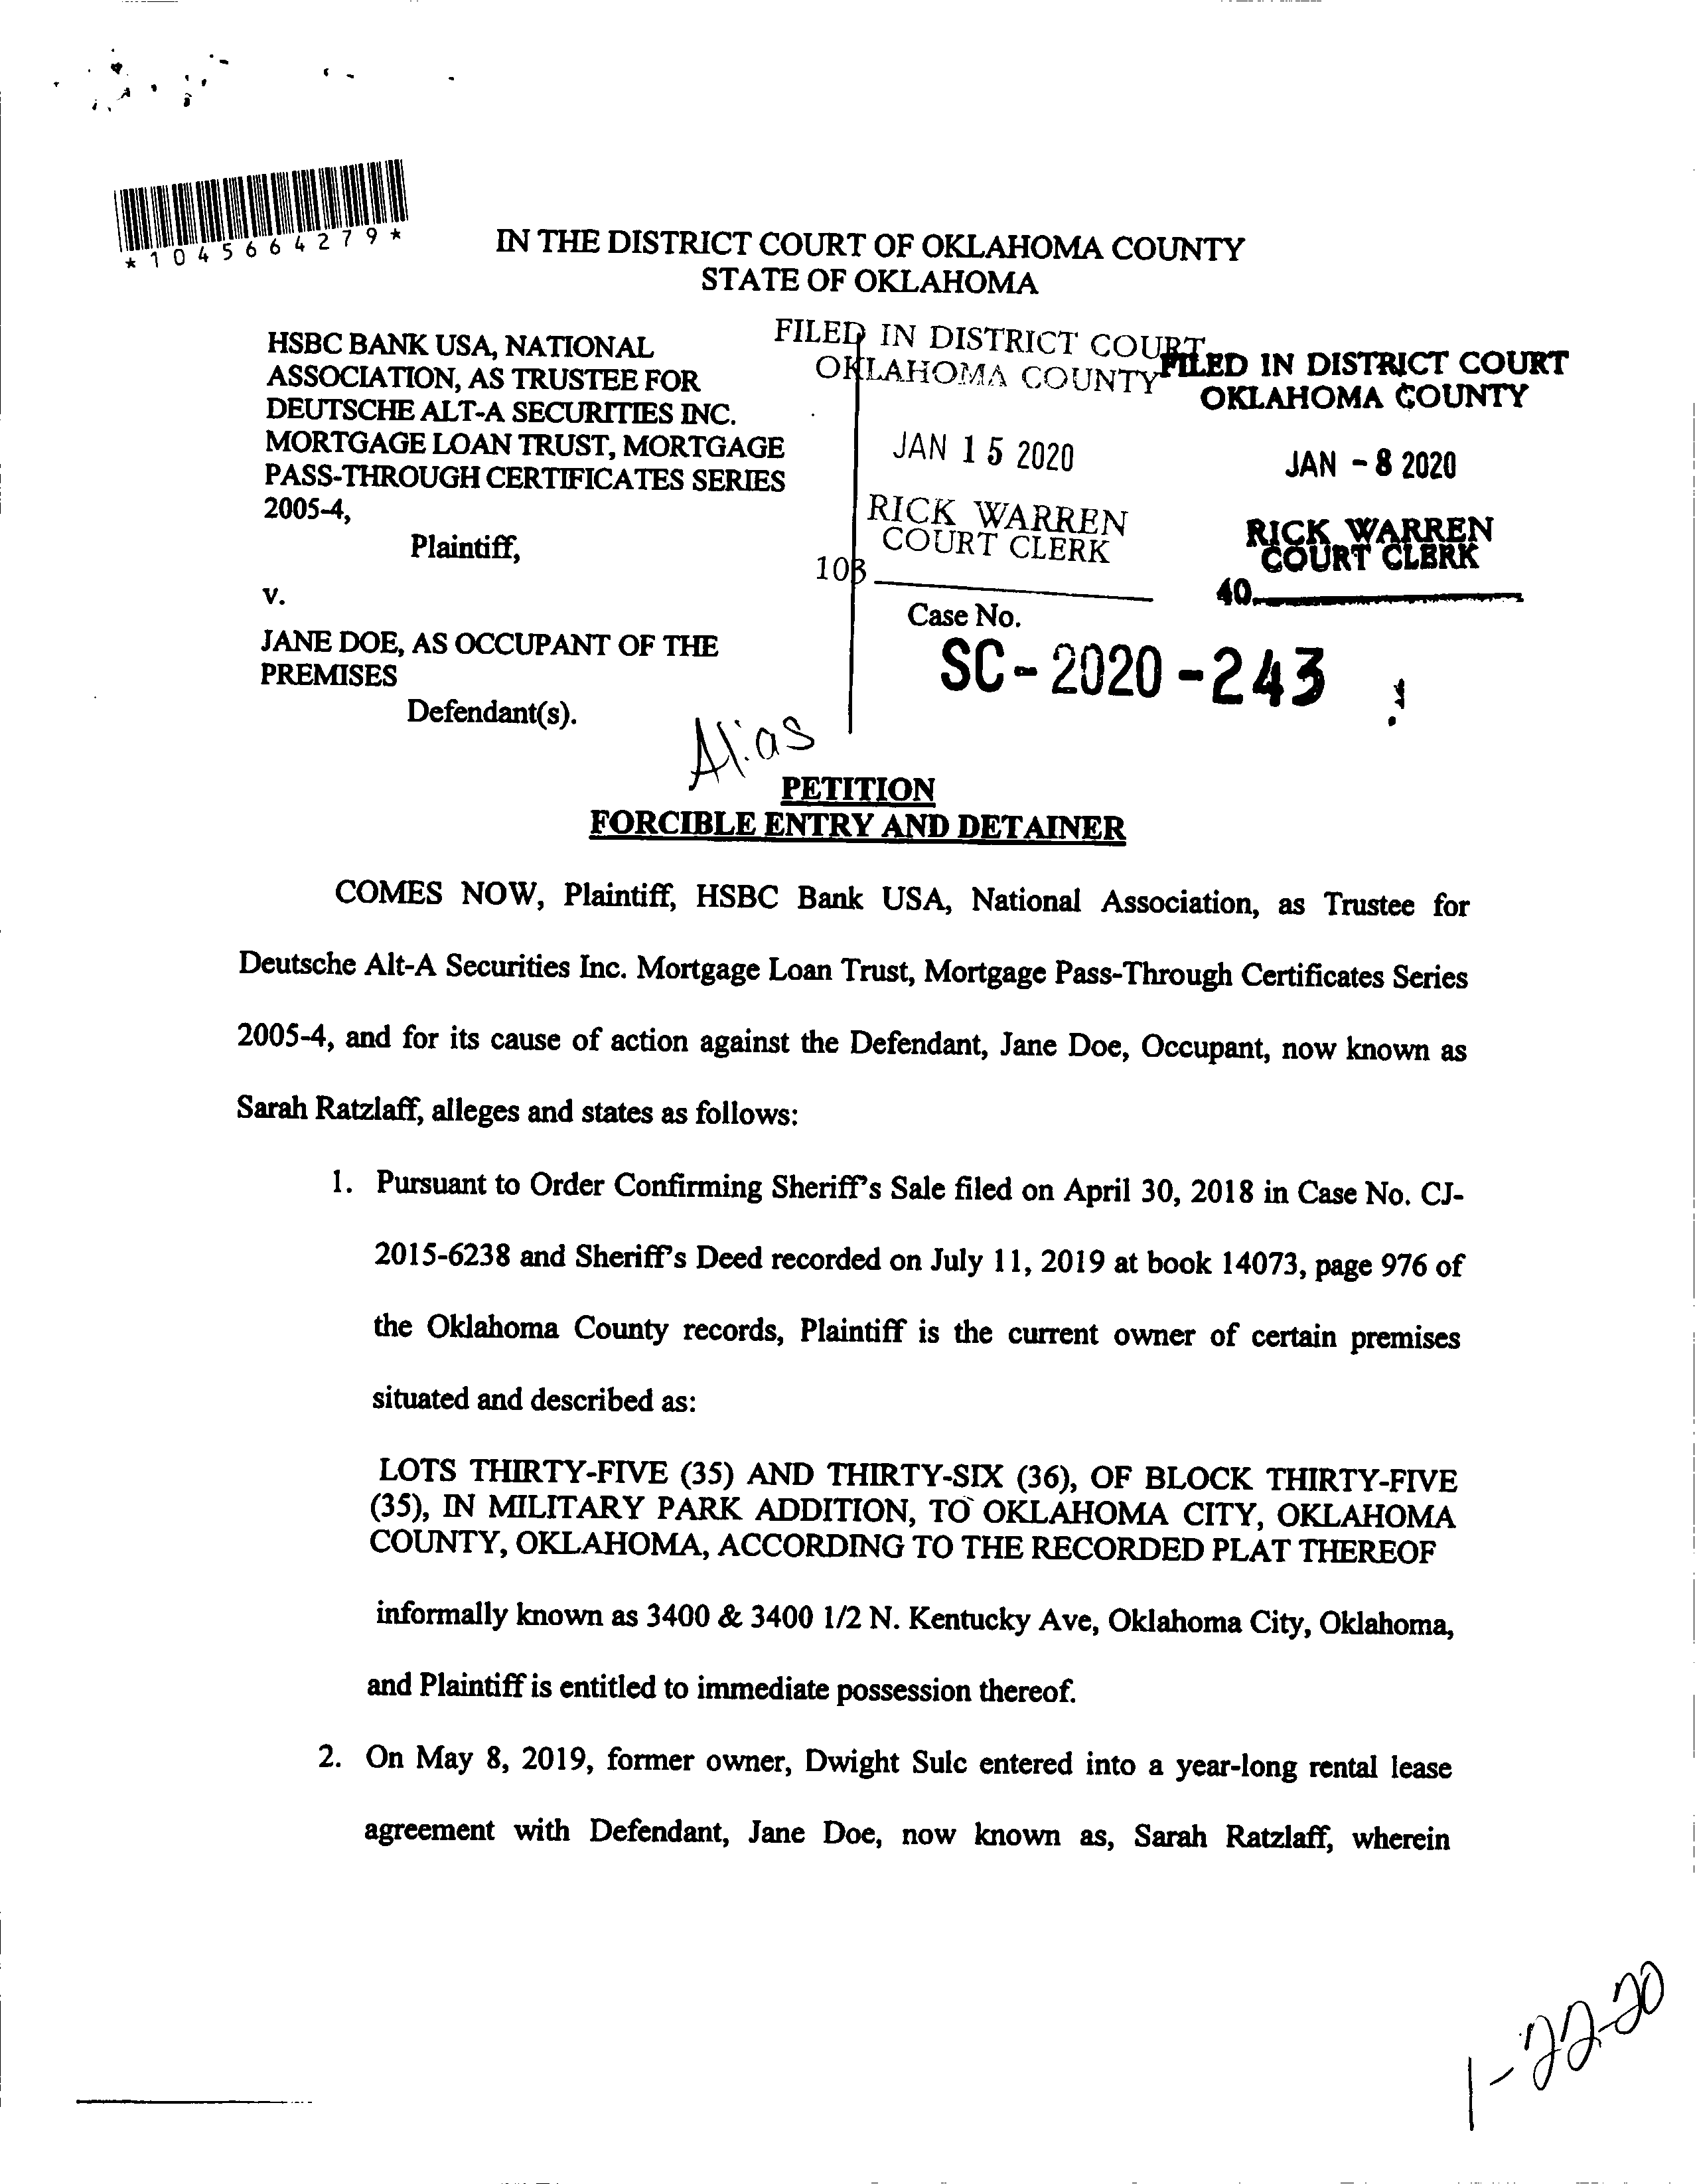 *1045664279*
IN THE DISTRICT COURT OF OKLAHOMA COUNTY
STATE OF OKLAHOMA
HSBC BANK USA, NATIONAL
ASSOCIATION, AS TRUSTEE FOR
DEUTSCHE ALT-A SECURITIES INC.
MORTGAGE LOAN TRUST, MORTGAGE
PASS-THROUGH CERTIFICATES SERIES
2005-4,
Plaintiff,
v.
JANE DOE, AS OCCUPANT OF THE
PREMISES
Defendant(s).
FILED IN DISTRICT COURT
OKLAHOMA COUNTY
JAN 15 2020
RICK WARREN
COURT CLERK
103
FILED IN DISTRICT COURT
OKLAHOMA COUNTY
JAN - 8 2020
RICK WARREN
COURT CLERK
40
Case No.
SC-2020-243
Alias
PETITION
FORCIBLE ENTRY AND DETAINER
COMES NOW, Plaintiff, HSBC Bank USA, National Association, as Trustee for
Deutsche Alt-A Securities Inc. Mortgage Loan Trust, Mortgage Pass-Through Certificates Series
2005-4, and for its cause of action against the Defendant, Jane Doe, Occupant, now known as
Sarah Ratzlaff, alleges and states as follows:
1. Pursuant to Order Confirming Sheriff's Sale filed on April 30, 2018 in Case No. CJ-
2015-6238 and Sheriff's Deed recorded on July 11, 2019 at book 14073, page 976 of
the Oklahoma County records, Plaintiff is the current owner of certain premises
situated and described as:
LOTS THIRTY-FIVE (35) AND THIRTY-SIX (36), OF BLOCK THIRTY-FIVE
(35), IN MILITARY PARK ADDITION, TO OKLAHOMA CITY, OKLAHOMA
COUNTY, OKLAHOMA, ACCORDING TO THE RECORDED PLAT THEREOF
informally known as 3400 & 3400 1/2 N. Kentucky Ave, Oklahoma City, Oklahoma,
and Plaintiff is entitled to immediate possession thereof.
2. On May 8, 2019, former owner, Dwight Sulc entered into a year-long rental lease
agreement with Defendant, Jane Doe, now known as, Sarah Ratzlaff, wherein
1-22-20